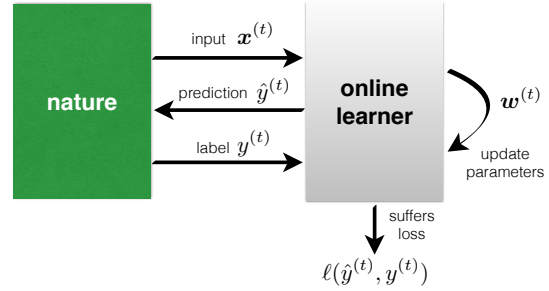 input x^{(t)}
nature
prediction ŷ^{(t)}
label y^{(t)}
online
learner
w^{(t)}
update
parameters
suffers
loss
ℓ(ŷ^{(t)}, y^{(t)})